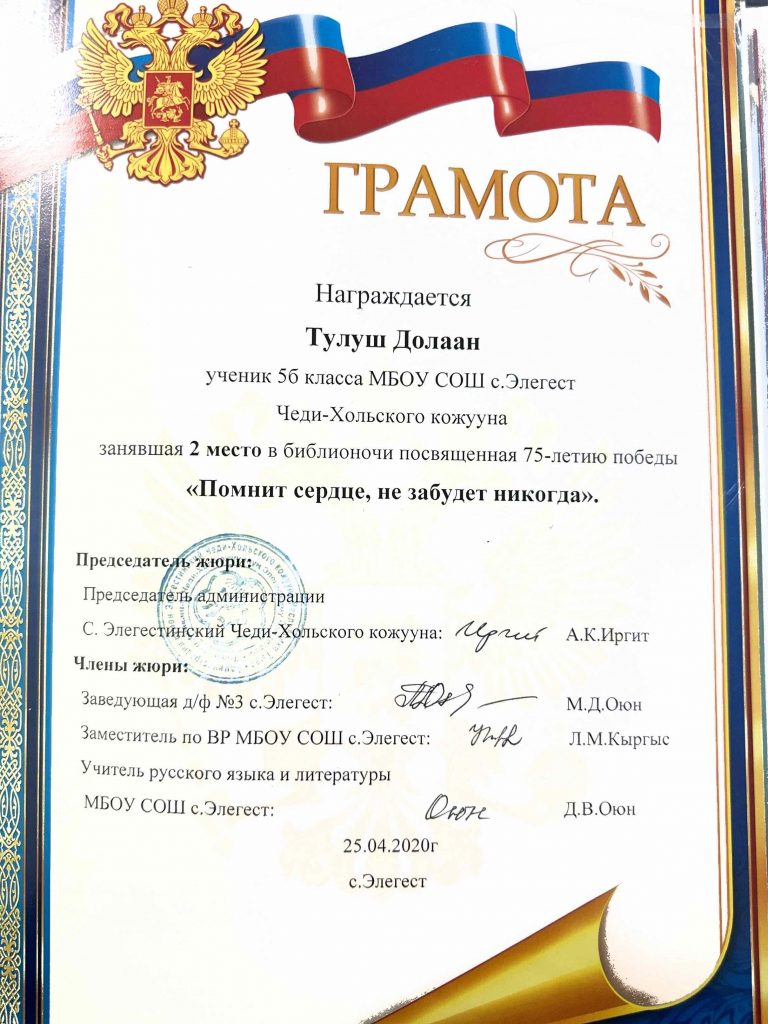 ГРАМОТА
Награждается
Тулуш Долаан
ученик 5б класса МБОУ СОШ с.Элегест
Чеди-Хольского кожууна
занявшая 2 место в библионочи посвященная 75-летию победы
«Помнит сердце, не забудет никогда».
Председатель жюри:
Председатель администрации
С. Элегестинский Чеди-Хольского кожууна: Иргит А.К.Иргит
Члены жюри:
Заведующая д/ф №3 с.Элегест: М.Д.Оюн
Заместитель по ВР МБОУ СОШ с.Элегест: Л.М.Кыргыс
Учитель русского языка и литературы
МБОУ СОШ с.Элегест: Оюн Д.В.Оюн
25.04.2020г
с.Элегест